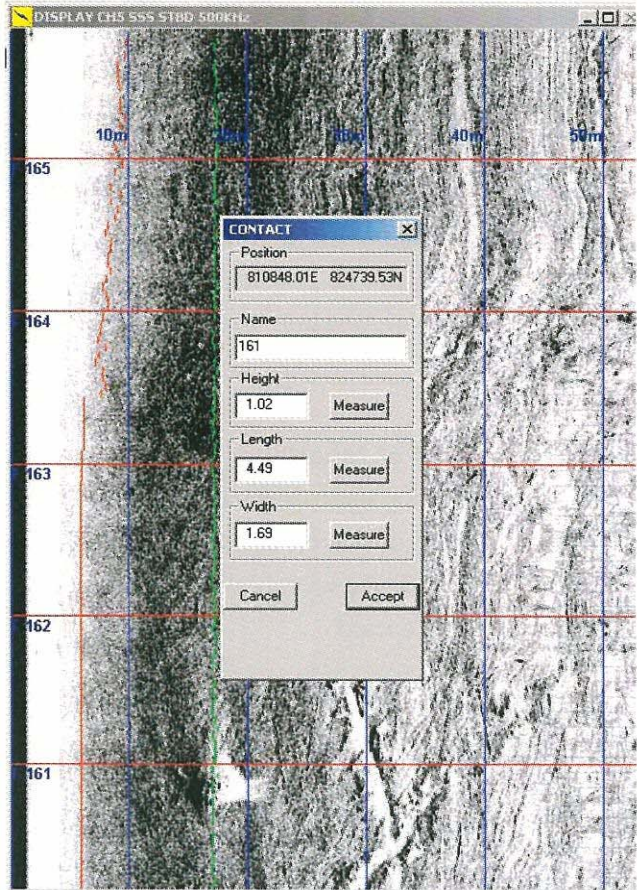 DISPLAY CH5 SSS STBD 500KHz
10m 40m 50m
165
CONTACT
Position
810848.01E 824739.53N
164
Name
161
Height
1.02 Measure
Length
163
4.49 Measure
Width
1.69 Measure
Cancel Accept
162
161